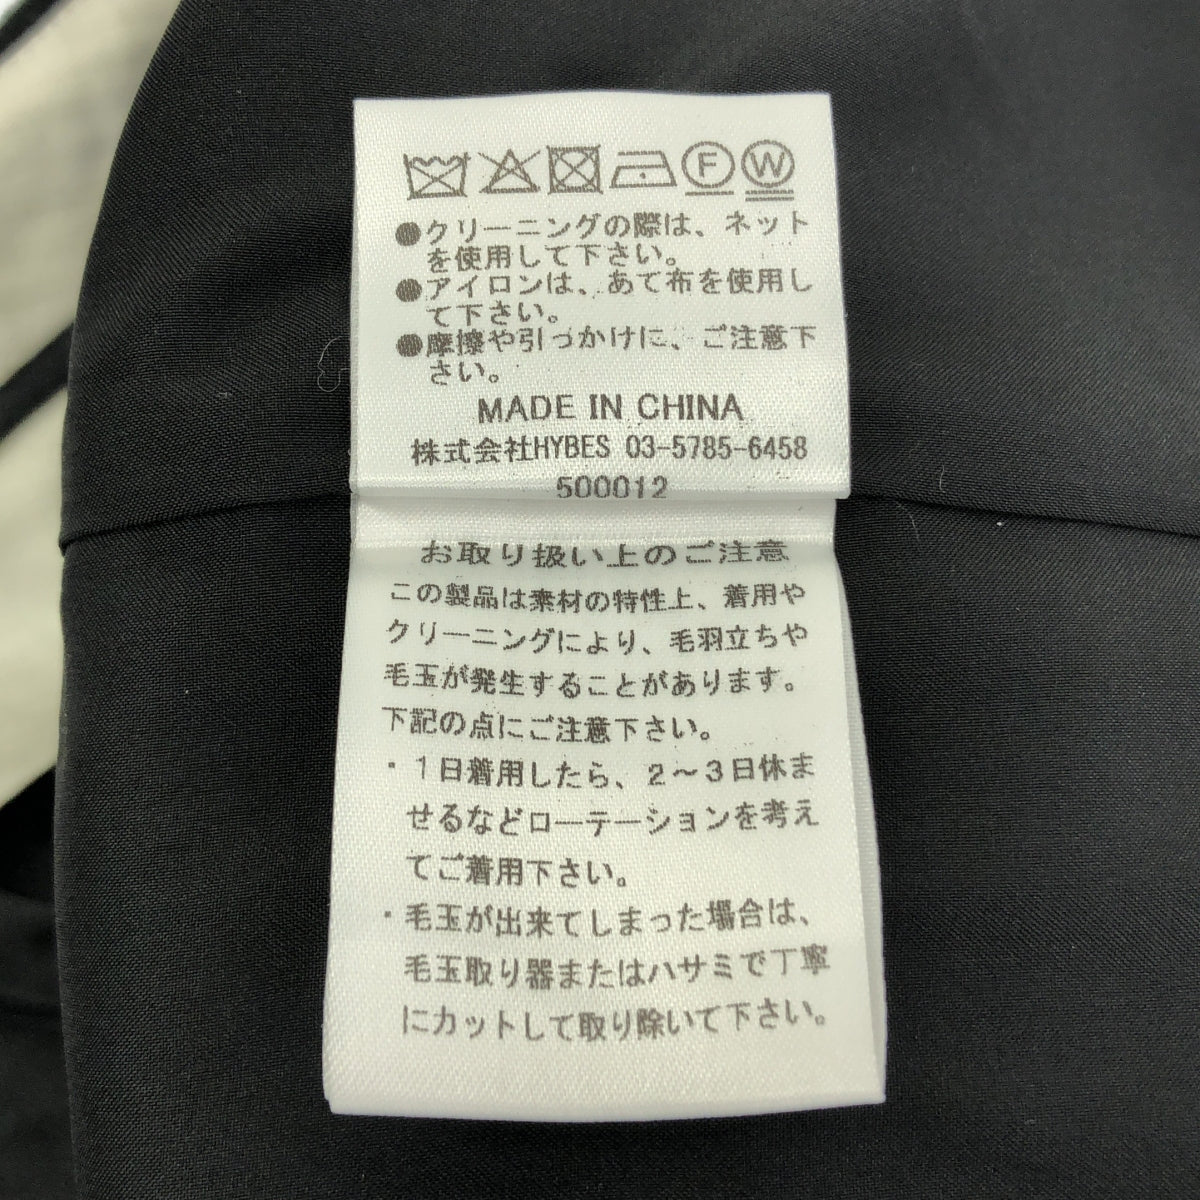 F W
●クリーニングの際は、ネット
を使用して下さい。
●アイロンは、あて布を使用し
て下さい。
●摩擦や引っかけに、ご注意下
さい。
MADE IN CHINA
株式会社HYBES 03-5785-6458
500012
お取り扱い上のご注意
この製品は素材の特性上、着用や
クリーニングにより、毛羽立ちや
毛玉が発生することがあります。
下記の点にご注意下さい。
・1日着用したら、2〜3日休ま
せるなどローテーションを考え
てご着用下さい。
・毛玉が出来てしまった場合は、
毛玉取り器またはハサミで丁寧
にカットして取り除いて下さい。